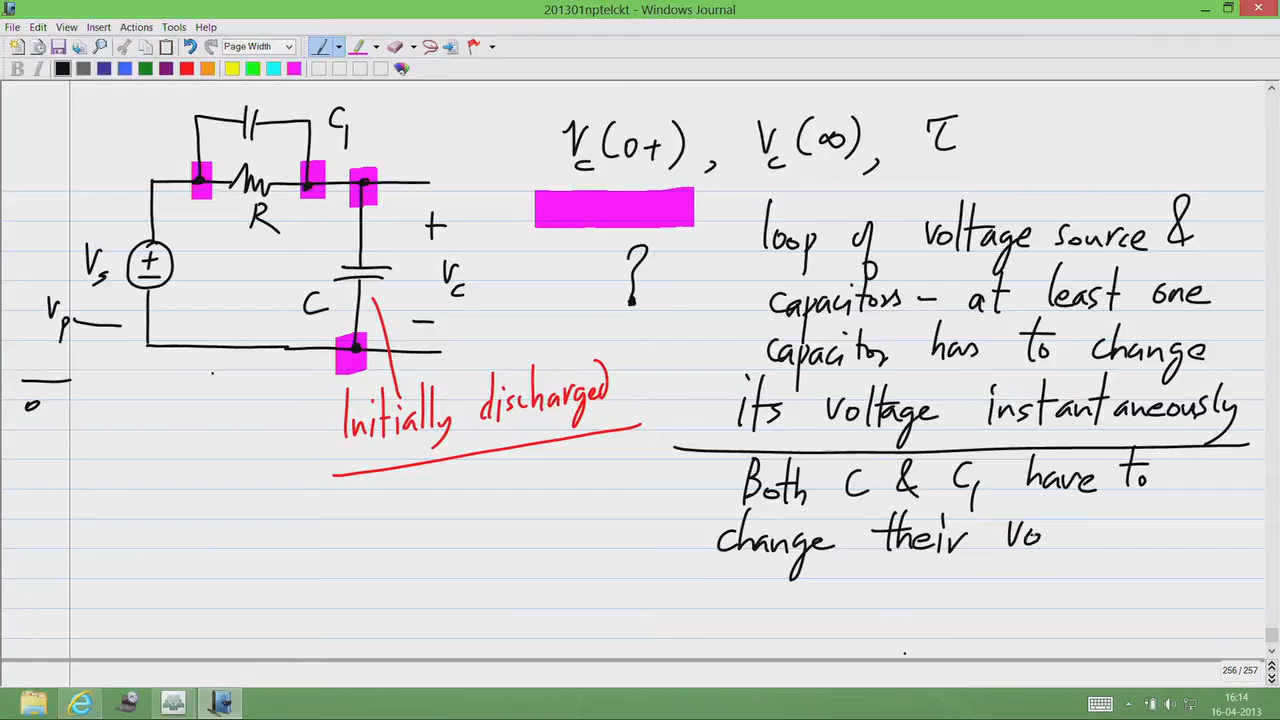 201301nptelckt - Windows Journal
File Edit View Insert Actions Tools Help
Page Width
B I
C1
R
Vs
+
Vp
0
C
+
Vc
-
Initially discharged
Vc(0+), Vc(∞), τ
?
loop of voltage source &
capacitors - at least one
capacitor has to change
its voltage instantaneously
Both C & C1 have to
change their vo
256 / 257
16:14
16-04-2013